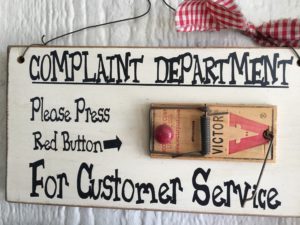 COMPLAINT DEPARTMENT
Please Press
Red Button
VICTOR
For Customer Service